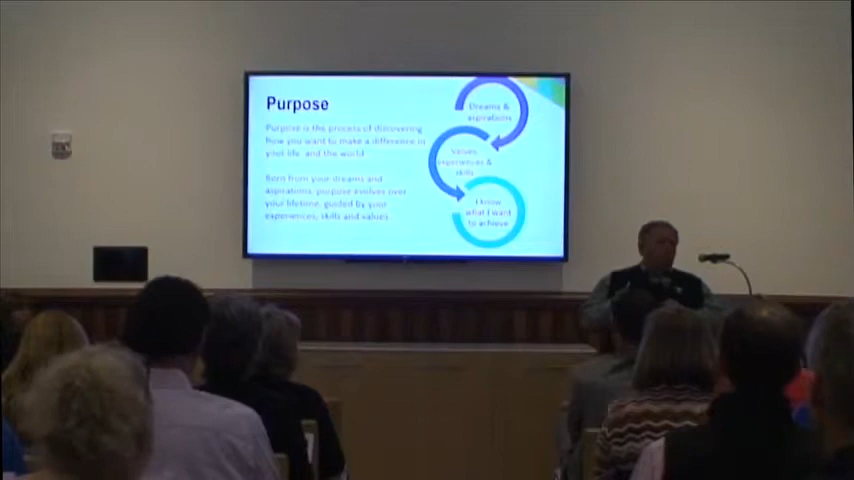 Purpose
Purpose is the process of discovering
how you want to make a difference in
your life and the world
Born from your dreams and
aspirations, purpose evolves over
your lifetime, guided by your
experiences, skills and values.
Dreams &
aspirations
Values,
experiences &
skills
I know
what I want
to achieve